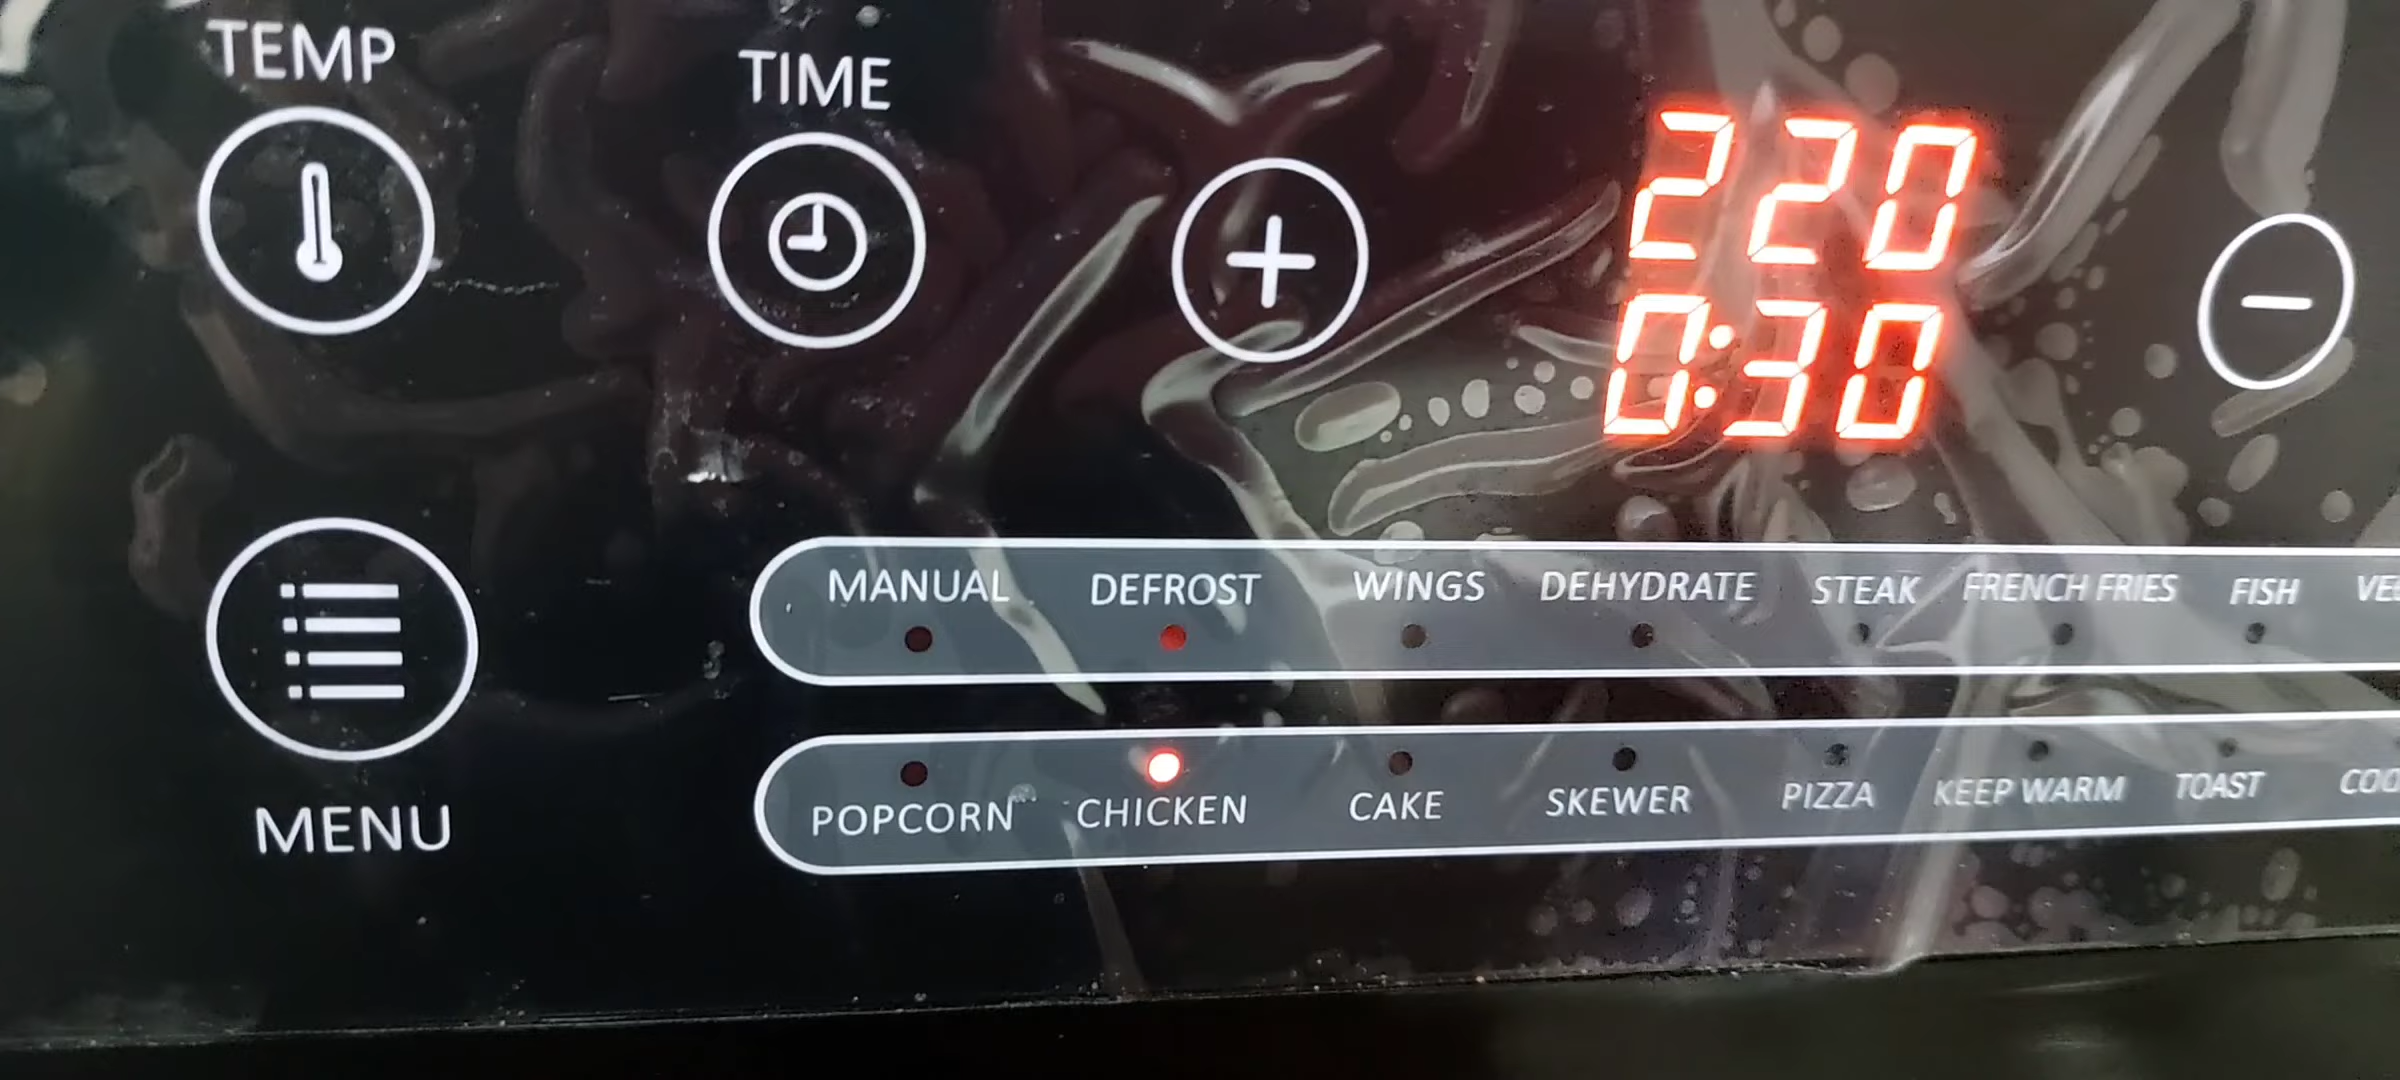 TEMP
TIME
220
0:30
MANUAL DEFROST WINGS DEHYDRATE STEAK FRENCH FRIES FISH
MENU
POPCORN CHICKEN CAKE SKEWER PIZZA KEEP WARM TOAST